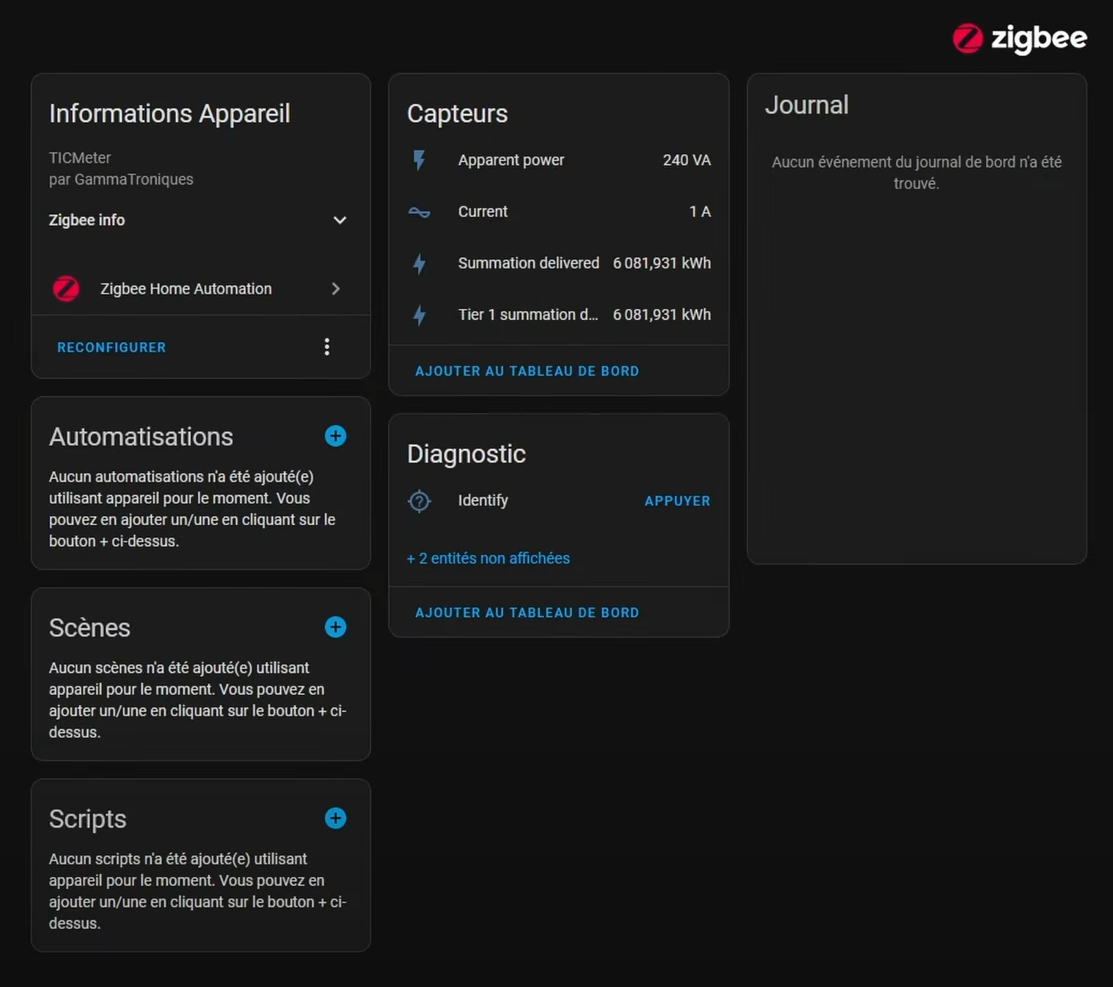 zigbee
Informations Appareil
TICMeter
par GammaTroniques
Zigbee info
Zigbee Home Automation
RECONFIGURER
Automatisations
Aucun automatisations n'a été ajouté(e)
utilisant appareil pour le moment. Vous
pouvez en ajouter un/une en cliquant sur le
bouton + ci-dessus.
Scènes
Aucun scènes n'a été ajouté(e) utilisant
appareil pour le moment. Vous pouvez en
ajouter un/une en cliquant sur le bouton + ci-
dessus.
Scripts
Aucun scripts n'a été ajouté(e) utilisant
appareil pour le moment. Vous pouvez en
ajouter un/une en cliquant sur le bouton + ci-
dessus.
Capteurs
Apparent power 240 VA
Current 1 A
Summation delivered 6 081,931 kWh
Tier 1 summation d... 6 081,931 kWh
AJOUTER AU TABLEAU DE BORD
Diagnostic
Identify APPUYER
+ 2 entités non affichées
AJOUTER AU TABLEAU DE BORD
Journal
Aucun événement du journal de bord n'a été
trouvé.